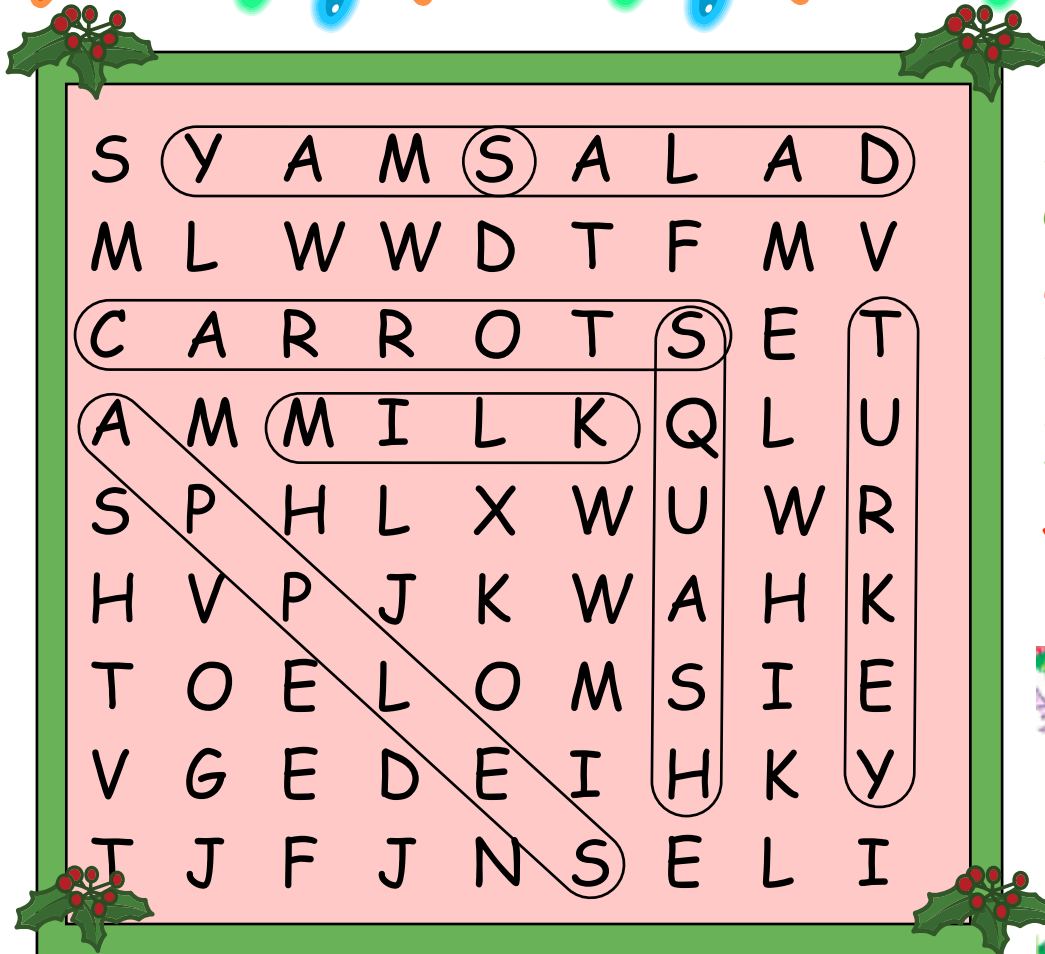 S Y A M S A L A D
M L W W D T F M V
C A R R O T S E T
A M M I L K Q L U
S P H L X W U W R
H V P J K W A H K
T O E L O M S I E
V G E D E I H K Y
T J F J N S E L I